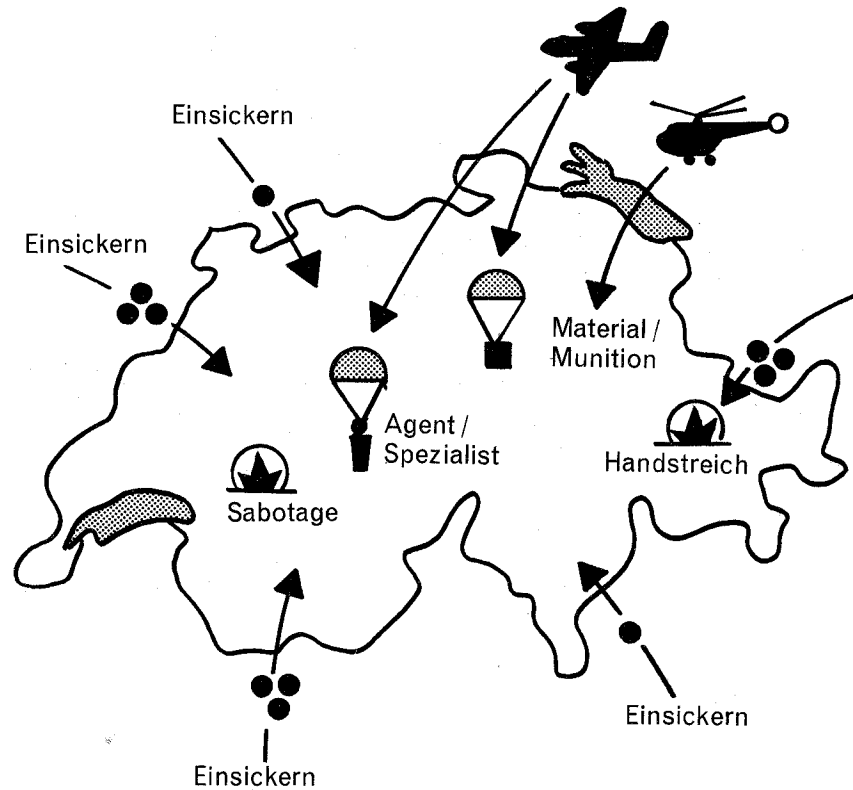 Einsickern
Einsickern
Material /
Munition
Agent /
Spezialist
Handstreich
Sabotage
Einsickern
Einsickern